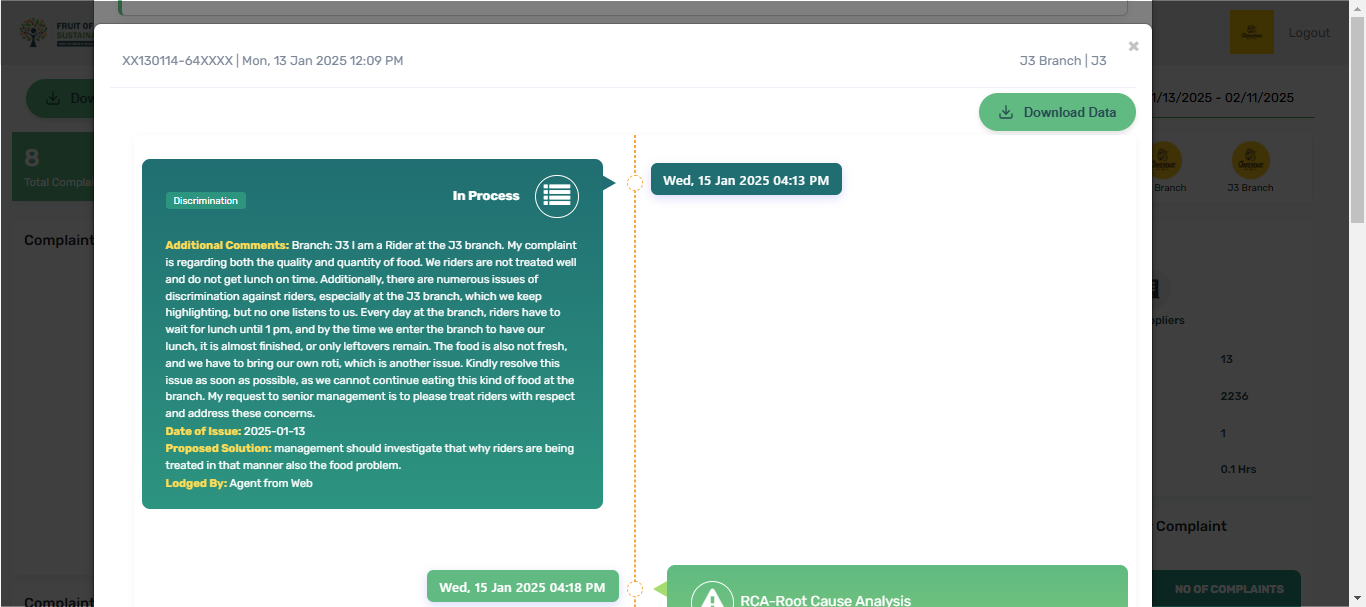 FRUIT OF
SUSTAINA
Logout
XX130114-64XXXX | Mon, 13 Jan 2025 12:09 PM
J3 Branch | J3
×
Dow
Download Data
1/13/2025 - 02/11/2025
8
Total Complai
Branch
J3 Branch
Wed, 15 Jan 2025 04:13 PM
Discrimination
In Process
Complaint
Additional Comments: Branch: J3 I am a Rider at the J3 branch. My complaint
is regarding both the quality and quantity of food. We riders are not treated well
and do not get lunch on time. Additionally, there are numerous issues of
discrimination against riders, especially at the J3 branch, which we keep
highlighting, but no one listens to us. Every day at the branch, riders have to
wait for lunch until 1 pm, and by the time we enter the branch to have our
lunch, it is almost finished, or only leftovers remain. The food is also not fresh,
and we have to bring our own roti, which is another issue. Kindly resolve this
issue as soon as possible, as we cannot continue eating this kind of food at the
branch. My request to senior management is to please treat riders with respect
and address these concerns.
Date of Issue: 2025-01-13
Proposed Solution: management should investigate that why riders are being
treated in that manner also the food problem.
Lodged By: Agent from Web
ppliers
13
2236
1
0.1 Hrs
Complaint
Wed, 15 Jan 2025 04:18 PM
RCA-Root Cause Analysis
NO OF COMPLAINTS
Complaint